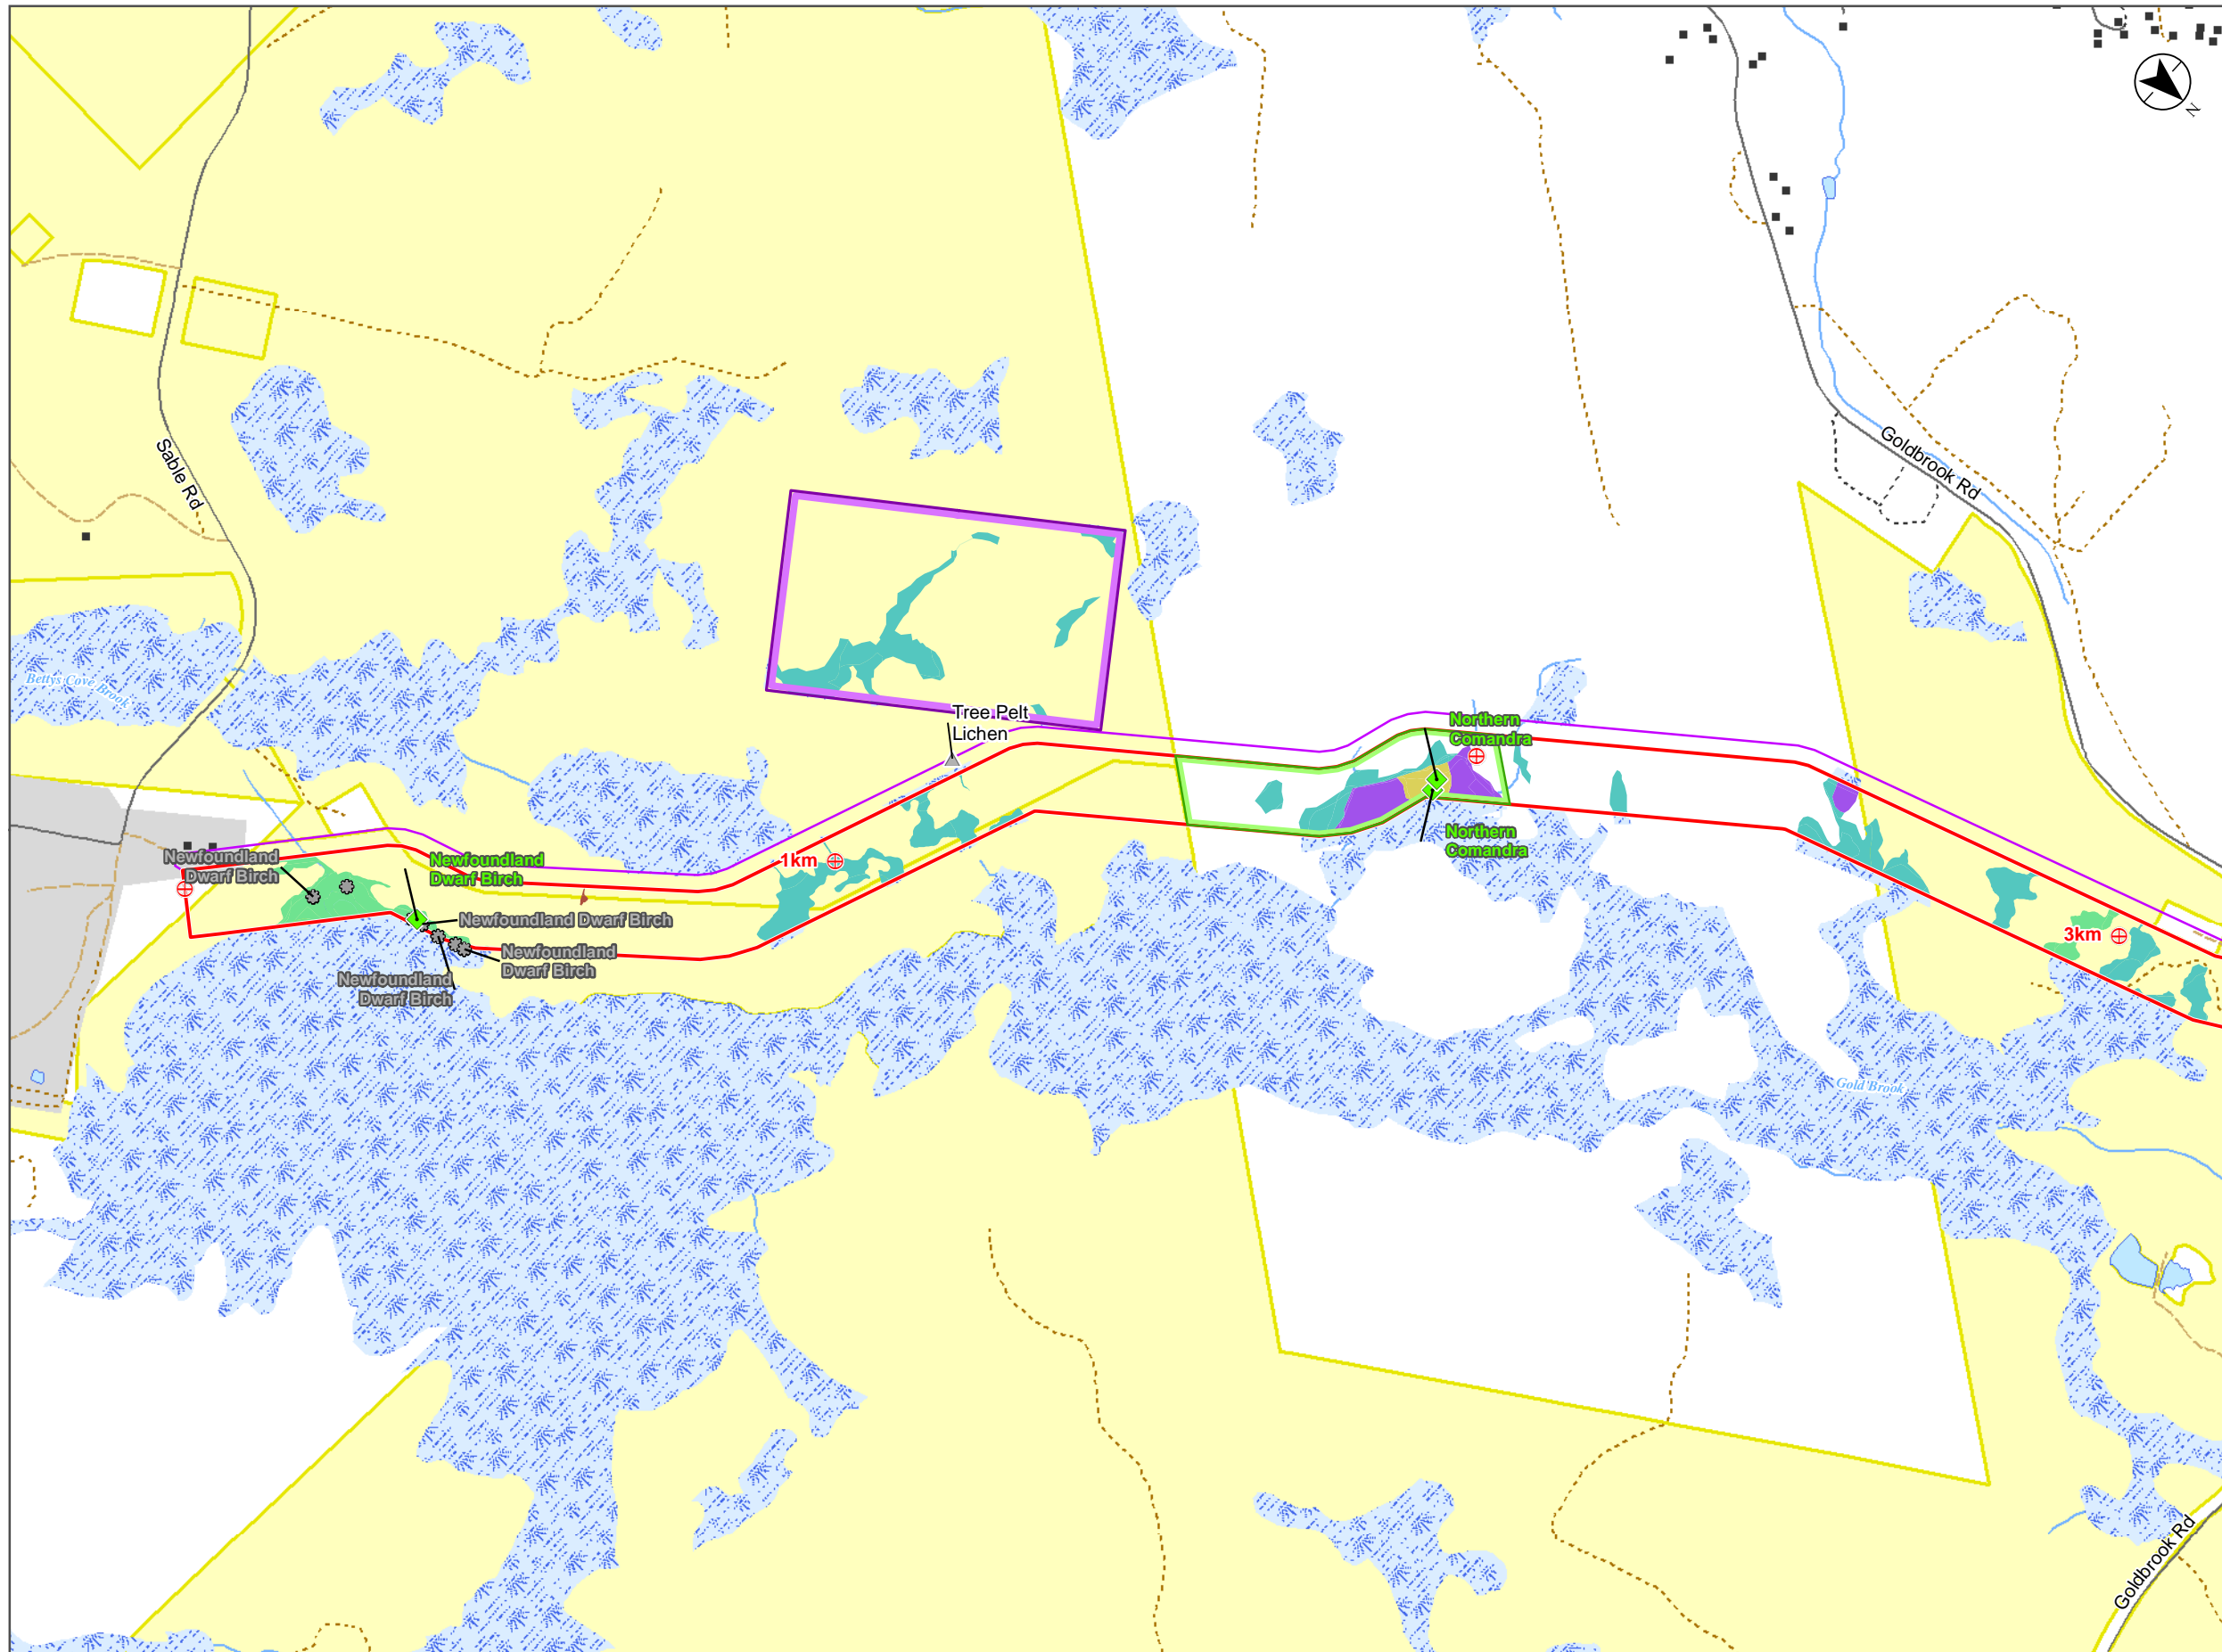 N
Goldbrook Rd
Sable Rd
Bettys Cove Brook
Tree Pelt
Lichen
Northern
Comandra
Northern
Comandra
Newfoundland
Dwarf Birch
Newfoundland
Dwarf Birch
1km
Newfoundland Dwarf Birch
Newfoundland
Dwarf Birch
Newfoundland
Dwarf Birch
3km
Gold Brook
Goldbrook Rd